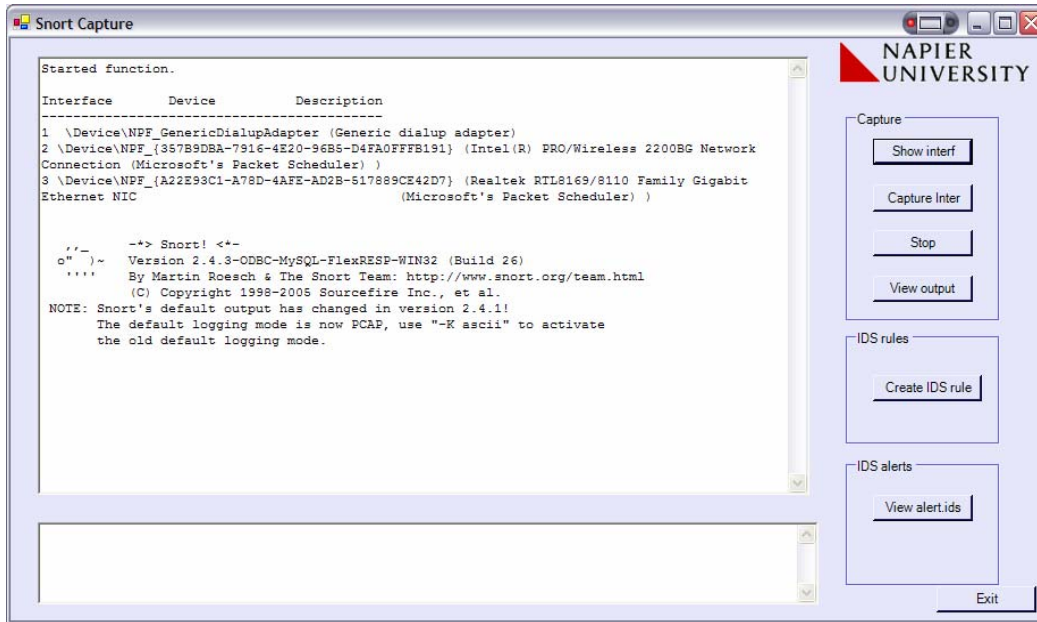 Snort Capture
NAPIER
UNIVERSITY
Started function.
Interface Device Description
-------------------------------------------
1 \Device\NPF_GenericDialupAdapter (Generic dialup adapter)
2 \Device\NPF_{357B9DBA-7916-4E20-96B5-D4FA0FFFB191} (Intel(R) PRO/Wireless 2200BG Network
Connection (Microsoft's Packet Scheduler) )
3 \Device\NPF_{A22E93C1-A78D-4AFE-AD2B-517889CE42D7} (Realtek RTL8169/8110 Family Gigabit
Ethernet NIC (Microsoft's Packet Scheduler) )
,,_ -*> Snort! <*-
o" )~ Version 2.4.3-ODBC-MySQL-FlexRESP-WIN32 (Build 26)
'''' By Martin Roesch & The Snort Team: http://www.snort.org/team.html
(C) Copyright 1998-2005 Sourcefire Inc., et al.
NOTE: Snort's default output has changed in version 2.4.1!
The default logging mode is now PCAP, use "-K ascii" to activate
the old default logging mode.
Capture
Show interf
Capture Inter
Stop
View output
IDS rules
Create IDS rule
IDS alerts
View alert.ids
Exit